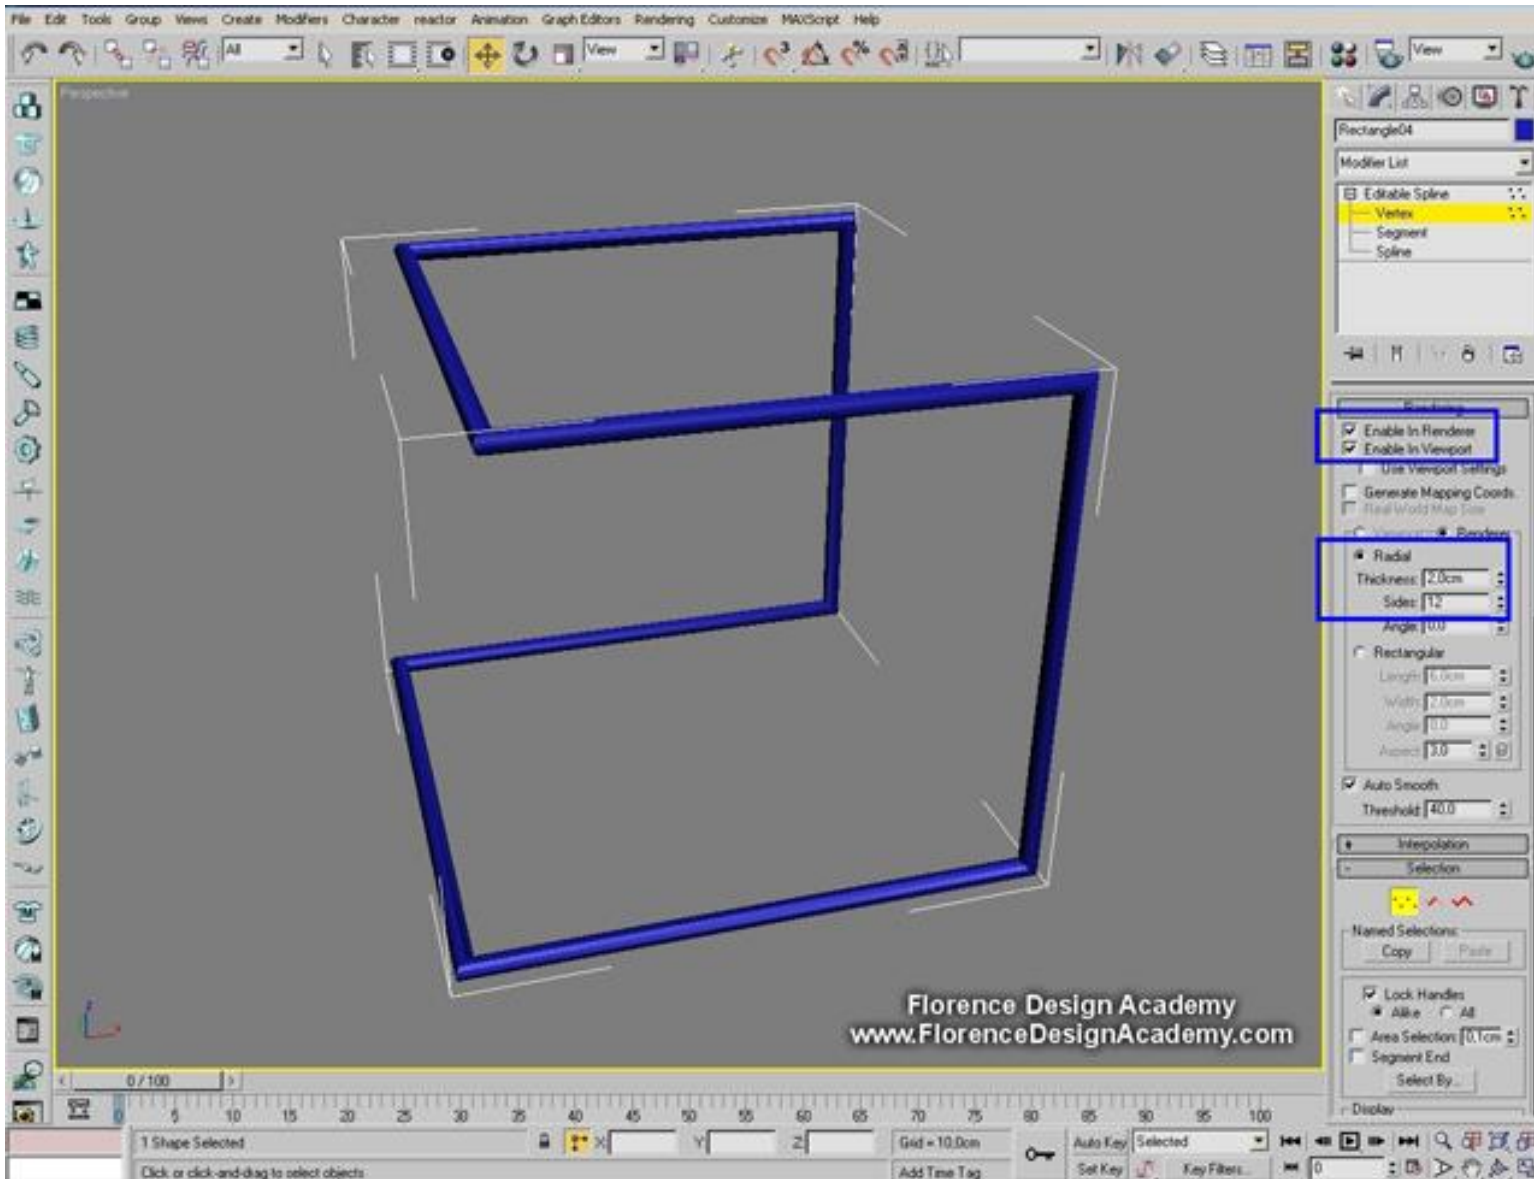 File Edit Tools Group Views Create Modifiers Character reactor Animation Graph Editors Rendering Customize MAXScript Help
All View View
Perspective
Rectangle04
Modifier List
Editable Spline
Vertex
Segment
Spline
Rendering
Enable In Renderer
Enable In Viewport
Use Viewport Settings
Generate Mapping Coords.
Real-World Map Size
Viewport Renderer
Radial
Thickness: 2,0cm
Sides: 12
Angle: 0,0
Rectangular
Length: 6,0cm
Width: 2,0cm
Angle: 0,0
Aspect: 3,0
Auto Smooth
Threshold: 40,0
+ Interpolation
- Selection
Named Selections:
Copy Paste
Lock Handles
Alike All
Area Selection: 0,1cm
Segment End
Select By...
Display
Florence Design Academy
www.FlorenceDesignAcademy.com
< 0 / 100 >
0 5 10 15 20 25 30 35 40 45 50 55 60 65 70 75 80 85 90 95 100
1 Shape Selected X Y Z Grid = 10,0cm Auto Key Selected
Click or click-and-drag to select objects Add Time Tag Set Key Key Filters... 0